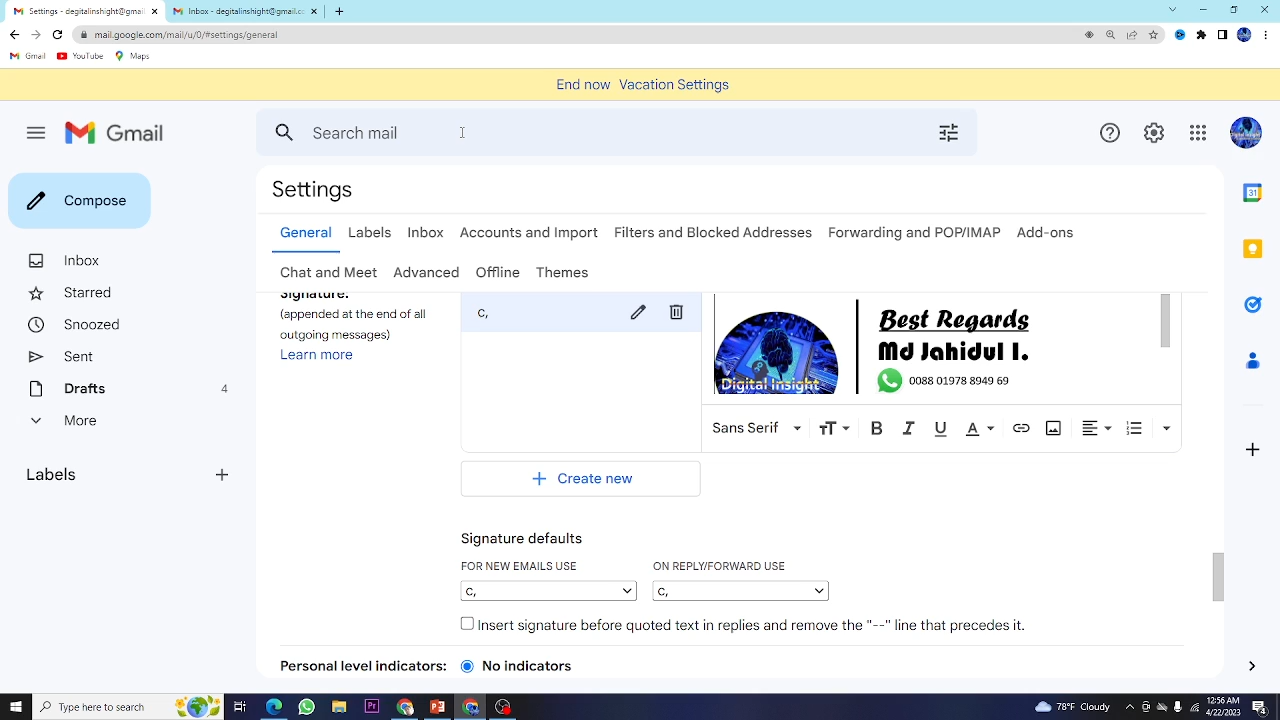 Settings - degitalinsight@gmail
Inbox - degitalinsight@gmail.co
mail.google.com/mail/u/0/#settings/general
Gmail
YouTube
Maps
End now Vacation Settings
Gmail
Search mail
Compose
Settings
General
Labels
Inbox
Accounts and Import
Filters and Blocked Addresses
Forwarding and POP/IMAP
Add-ons
Chat and Meet
Advanced
Offline
Themes
Inbox
Starred
Snoozed
Sent
Drafts 4
More
Labels
Signature:
(appended at the end of all
outgoing messages)
Learn more
C,
Digital Insight
Best Regards
Md Jahidul I.
0088 01978 8949 69
Sans Serif
Create new
Signature defaults
FOR NEW EMAILS USE
ON REPLY/FORWARD USE
C,
C,
Insert signature before quoted text in replies and remove the "--" line that precedes it.
Personal level indicators:
No indicators
31
Type here to search
78°F Cloudy
12:56 AM
4/22/2023